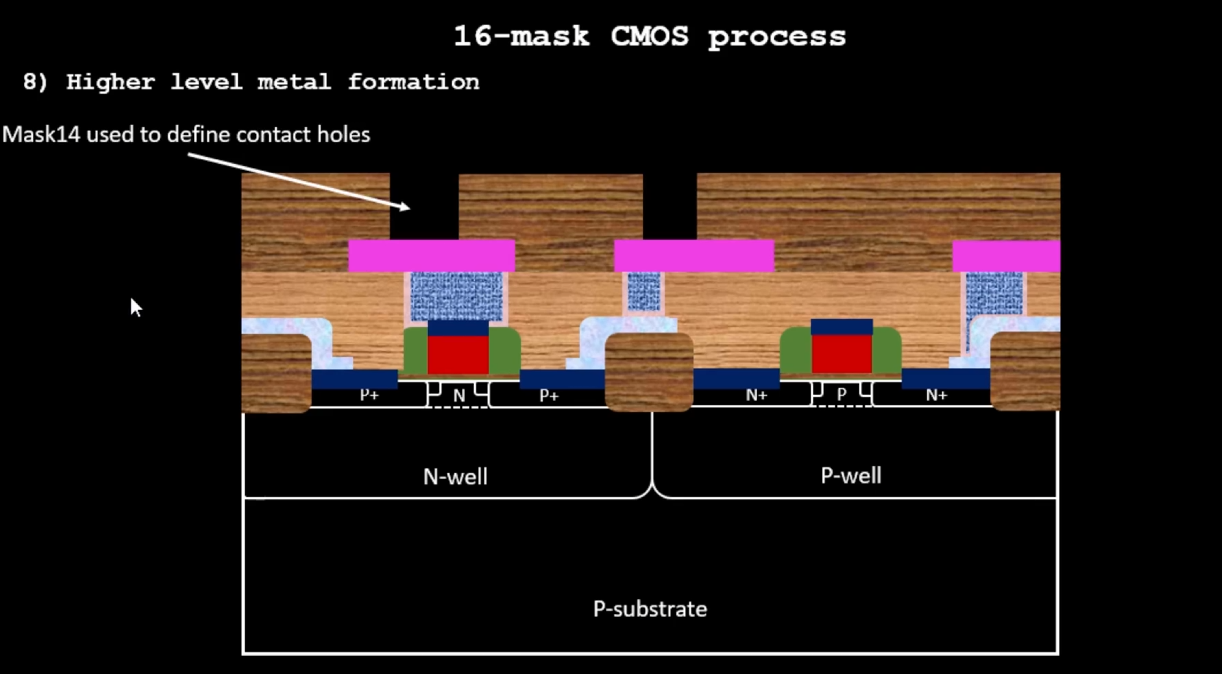 16-mask CMOS process
8) Higher level metal formation
Mask14 used to define contact holes
P+ N P+ N+ P N+
N-well P-well
P-substrate